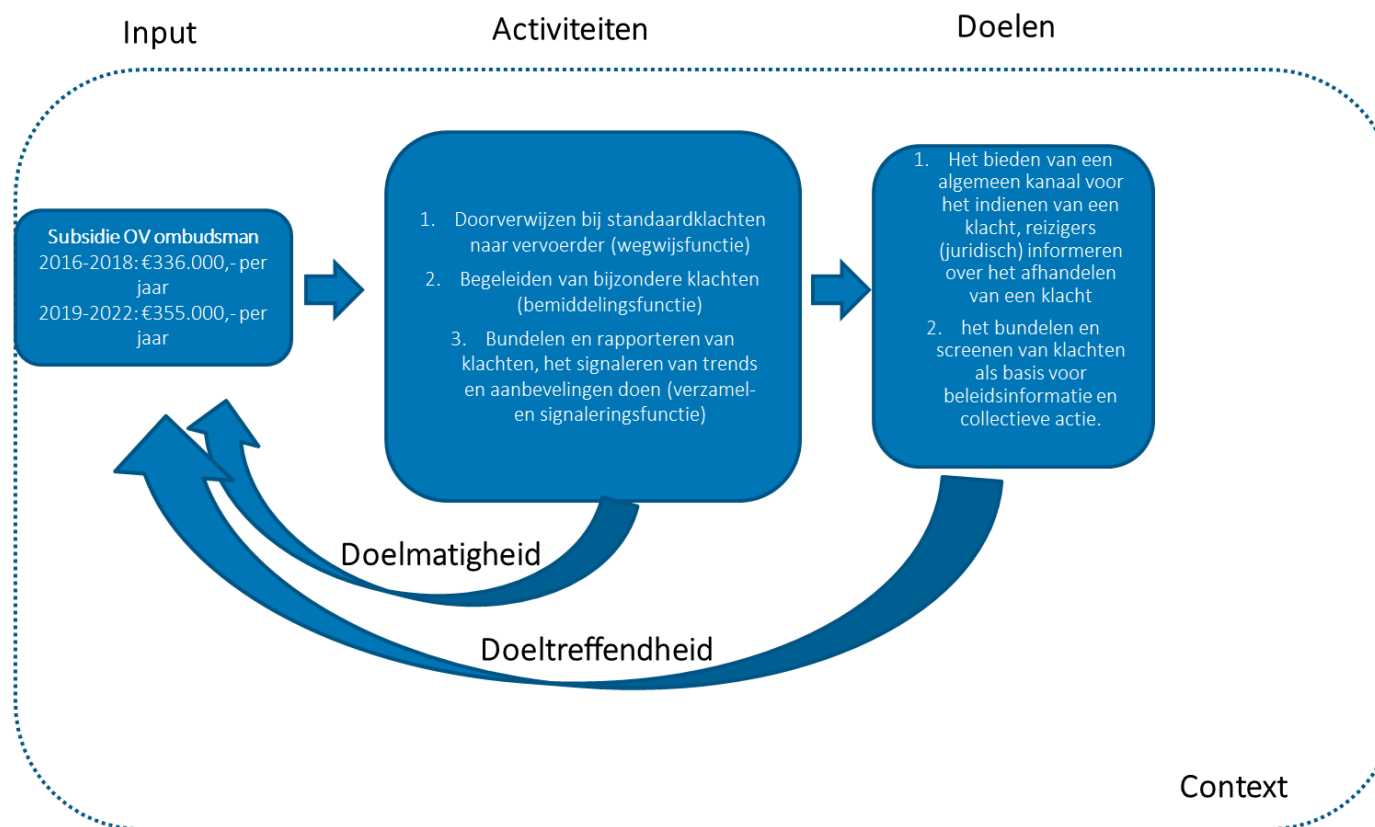 Input
Activiteiten
Doelen
Subsidie OV ombudsman
2016-2018: €336.000,- per
jaar
2019-2022: €355.000,- per
jaar
1. Doorverwijzen bij standaardklachten
naar vervoerder (wegwijsfunctie)
2. Begeleiden van bijzondere klachten
(bemiddelingsfunctie)
3. Bundelen en rapporteren van
klachten, het signaleren van trends
en aanbevelingen doen (verzamel-
en signaleringsfunctie)
1. Het bieden van een
algemeen kanaal voor
het indienen van een
klacht, reizigers
(juridisch) informeren
over het afhandelen
van een klacht
2. het bundelen en
screenen van klachten
als basis voor
beleidsinformatie en
collectieve actie.
Doelmatigheid
Doeltreffendheid
Context